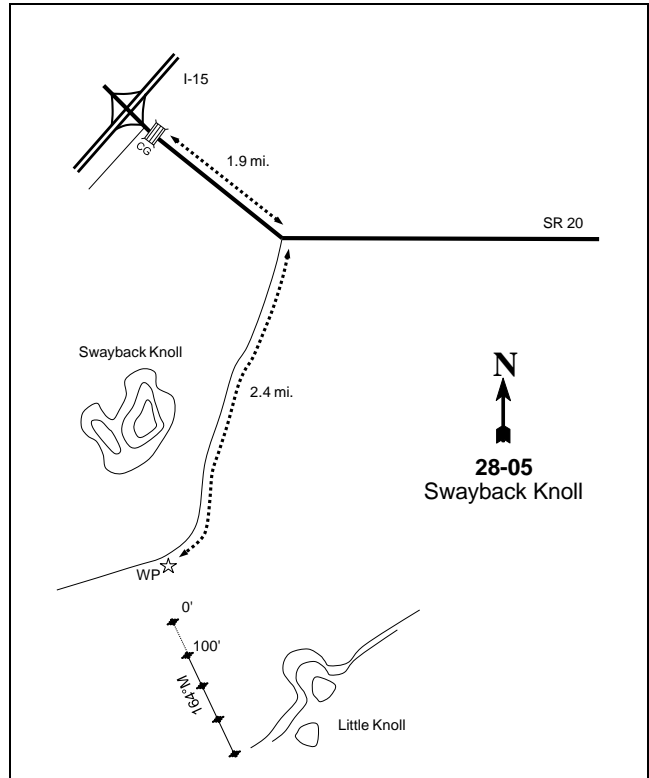 I-15
CG
1.9 mi.
SR 20
Swayback Knoll
2.4 mi.
N
28-05
Swayback Knoll
WP
0'
100'
164°M
Little Knoll